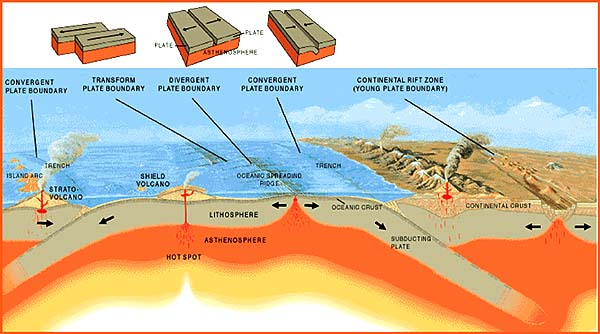 PLATE
PLATE
ASTHENOSPHERE
CONVERGENT
PLATE BOUNDARY
TRANSFORM
PLATE BOUNDARY
DIVERGENT
PLATE BOUNDARY
CONVERGENT
PLATE BOUNDARY
CONTINENTAL RIFT ZONE
(YOUNG PLATE BOUNDARY)
TRENCH
ISLAND ARC
STRATO-
VOLCANO
SHIELD
VOLCANO
OCEANIC SPREADING
RIDGE
TRENCH
LITHOSPHERE
OCEANIC CRUST
CONTINENTAL CRUST
ASTHENOSPHERE
SUBDUCTING
PLATE
HOT SPOT